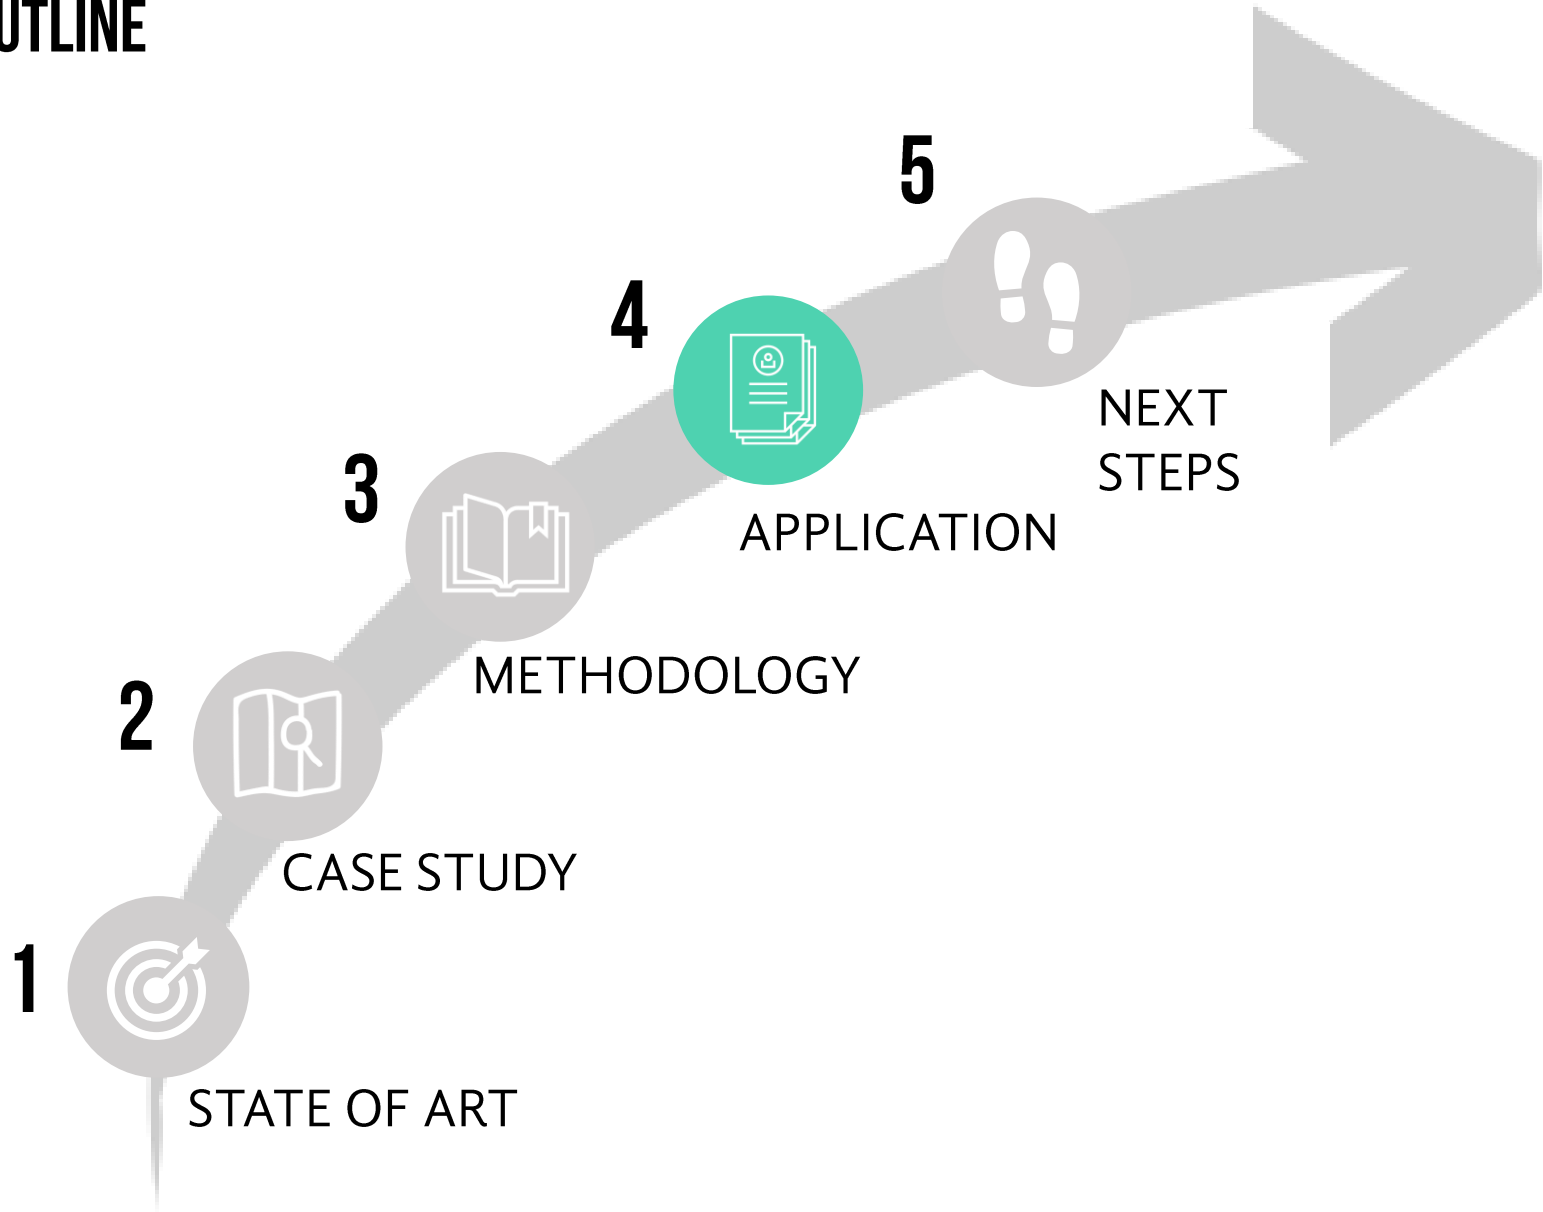 UTLINE
5
4
NEXT
STEPS
3
APPLICATION
2
METHODOLOGY
CASE STUDY
1
STATE OF ART